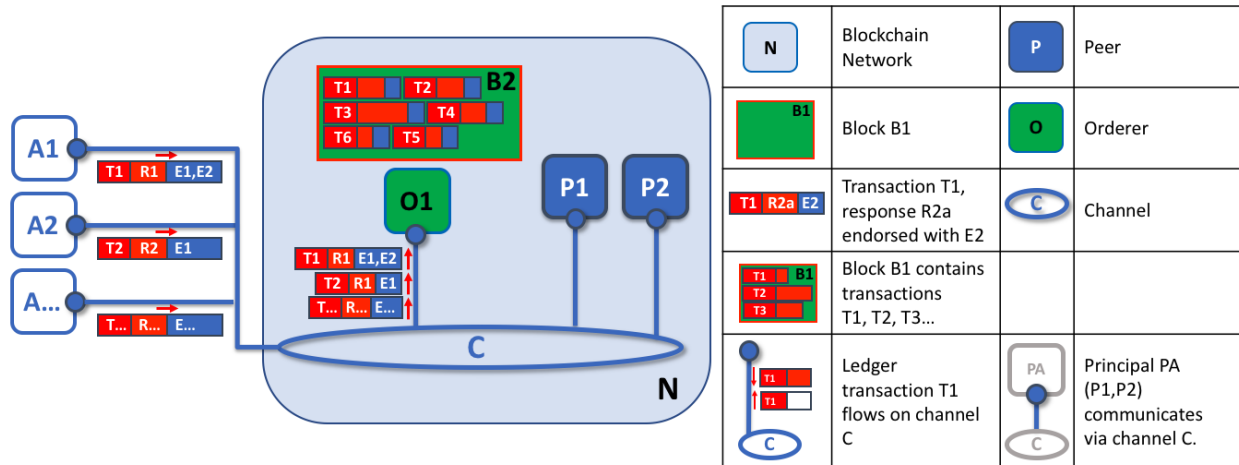 A1
T1 R1 E1,E2
A2
T2 R2 E1
A...
T... R... E...
B2
T1 T2
T3 T4
T6 T5
O1
P1 P2
T1 R1 E1,E2
T2 R1 E1
T... R... E...
C
N
N
Blockchain
Network
P
Peer
B1
Block B1
O
Orderer
T1 R2a E2
Transaction T1,
response R2a
endorsed with E2
C
Channel
B1
T1
T2
T3
Block B1 contains
transactions
T1, T2, T3...
T1
T1
C
Ledger
transaction T1
flows on channel
C
PA
C
Principal PA
(P1,P2)
communicates
via channel C.